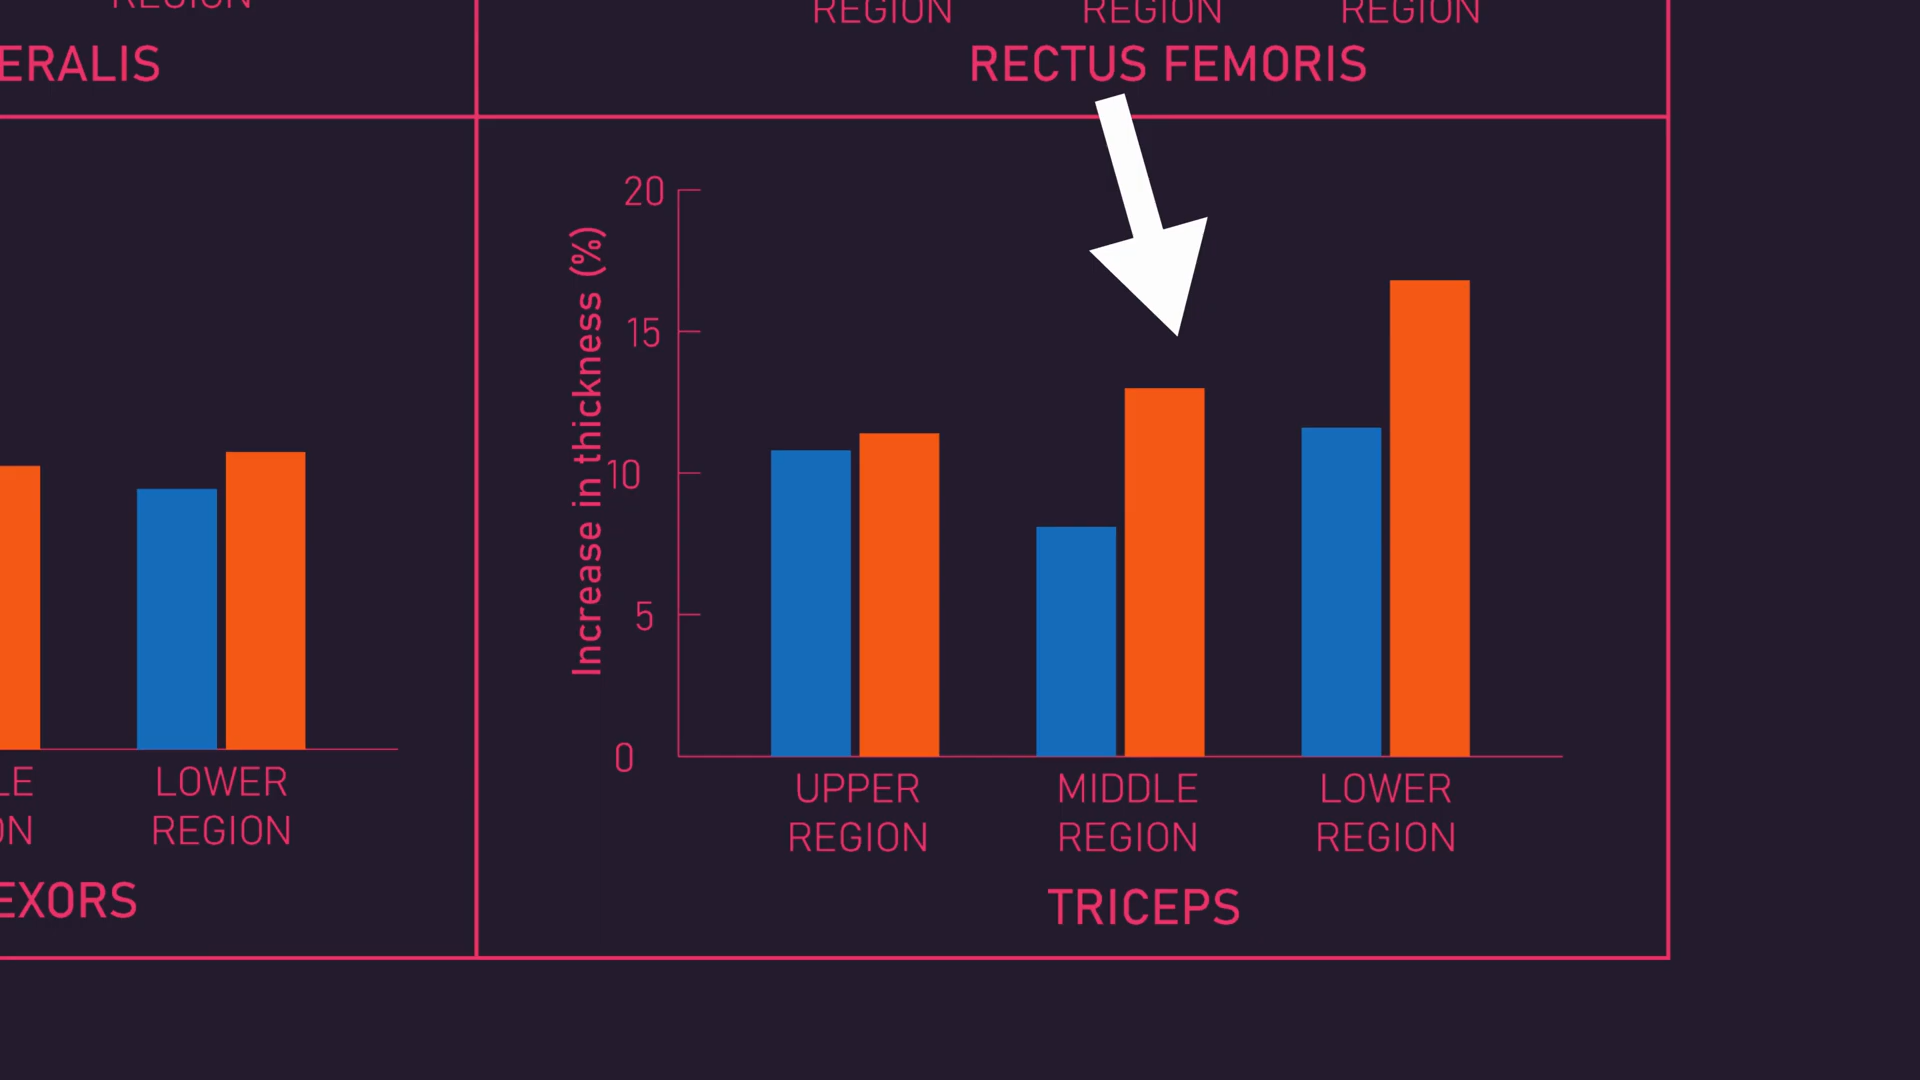 REGION
REGION
REGION
REGION
ERALIS
RECTUS FEMORIS
20
15
10
5
0
Increase in thickness (%)
LE
ON
LOWER
REGION
EXORS
UPPER
REGION
MIDDLE
REGION
LOWER
REGION
TRICEPS